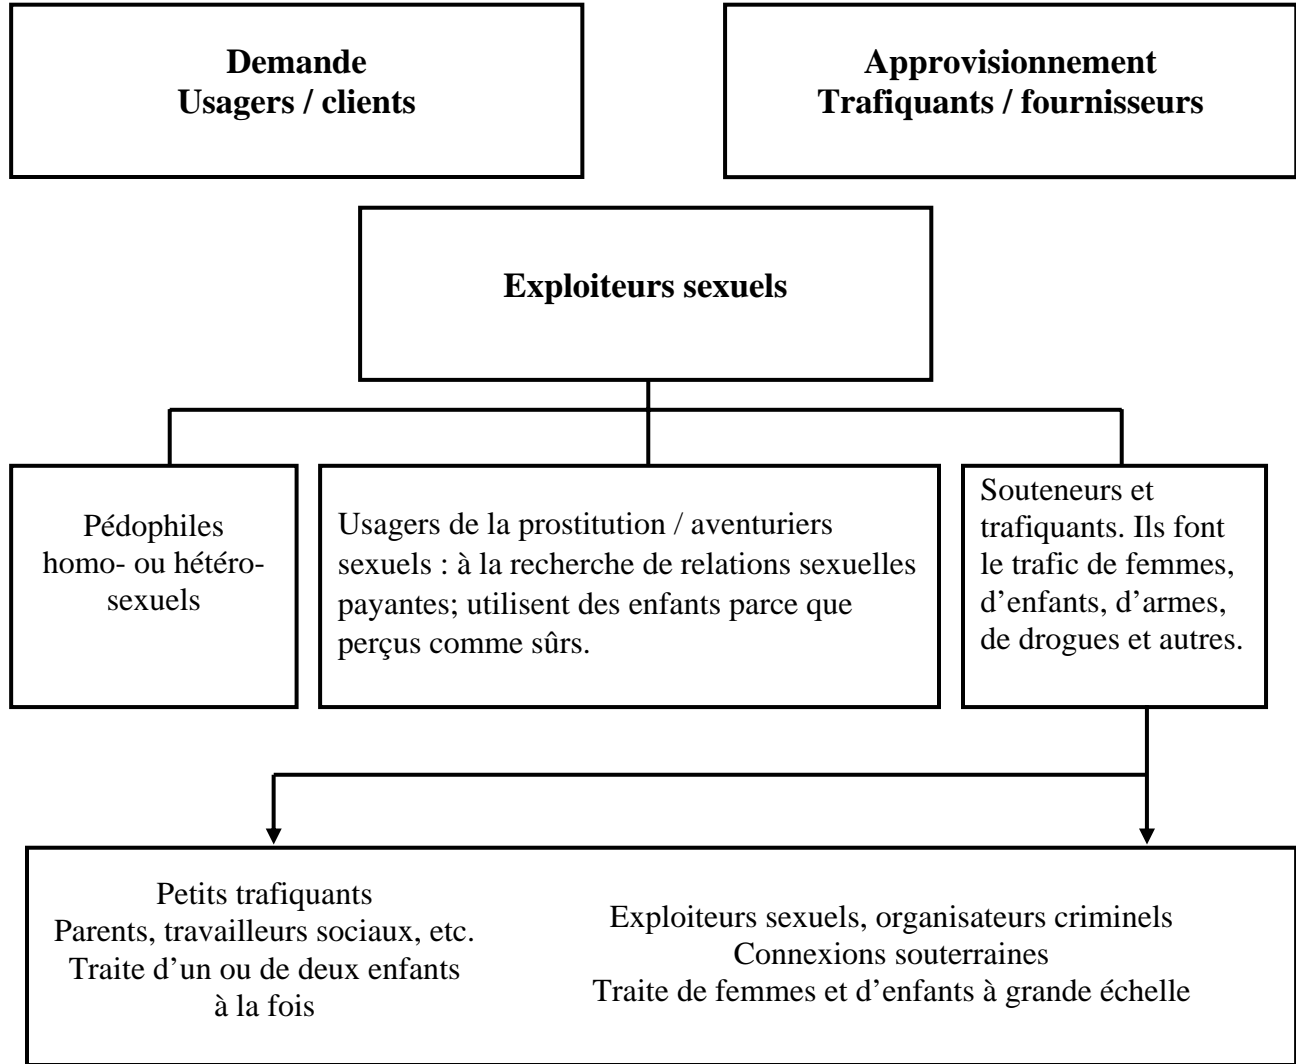 Demande
Usagers / clients
Approvisionnement
Trafiquants / fournisseurs
Exploiteurs sexuels
Pédophiles
homo- ou hétéro-
sexuels
Usagers de la prostitution / aventuriers
sexuels : à la recherche de relations sexuelles
payantes; utilisent des enfants parce que
perçus comme sûrs.
Souteneurs et
trafiquants. Ils font
le trafic de femmes,
d’enfants, d’armes,
de drogues et autres.
Petits trafiquants
Parents, travailleurs sociaux, etc.
Traite d’un ou de deux enfants
à la fois
Exploiteurs sexuels, organisateurs criminels
Connexions souterraines
Traite de femmes et d’enfants à grande échelle